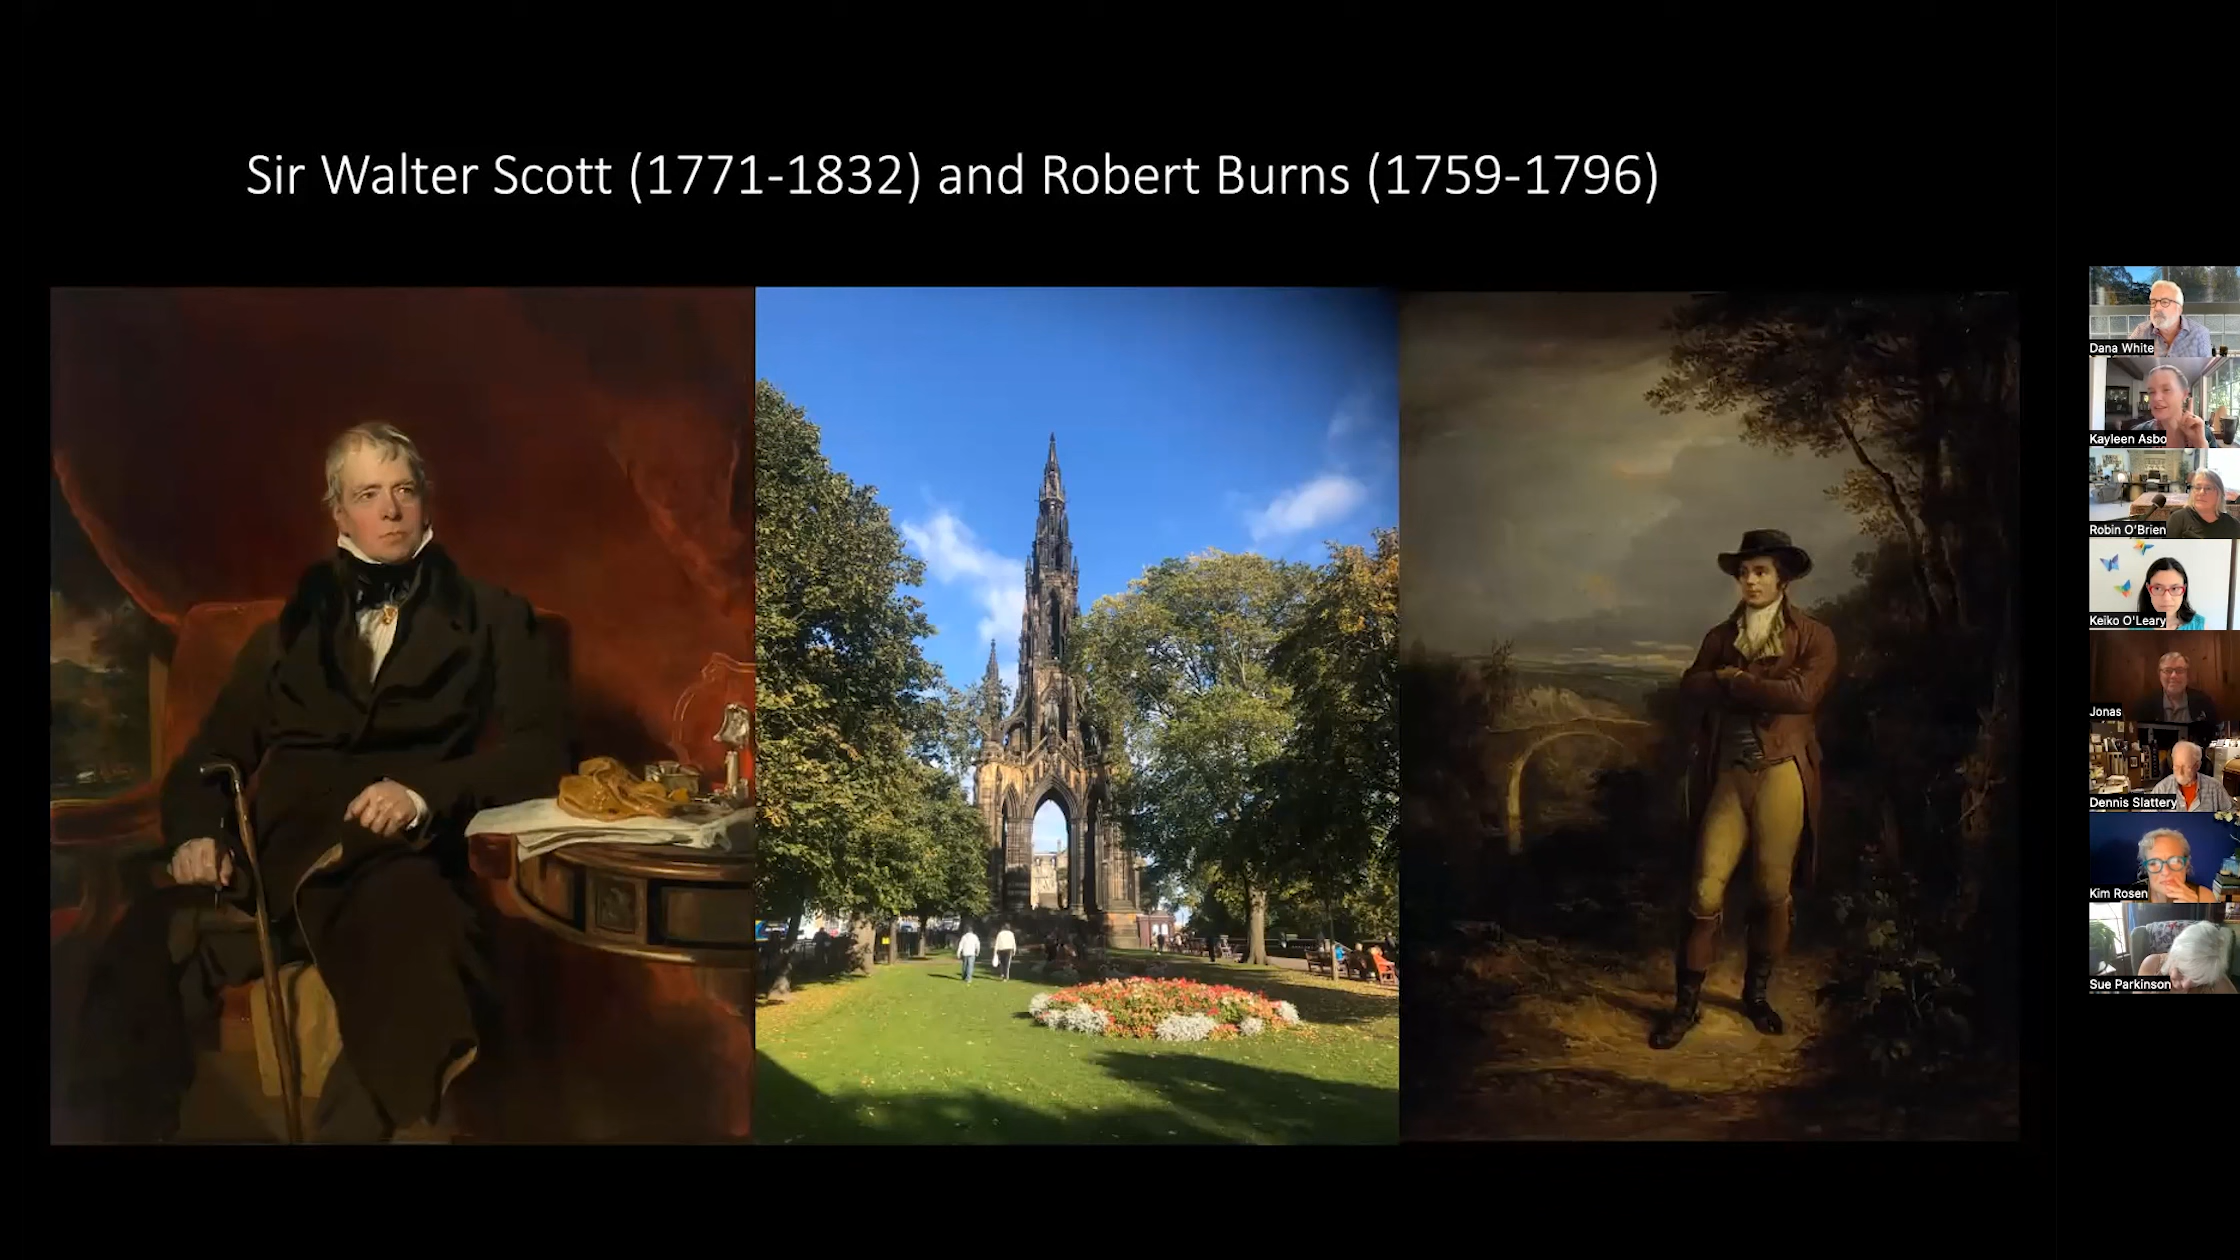 Sir Walter Scott (1771-1832) and Robert Burns (1759-1796)
Dana White
Kayleen Asbo
Robin O'Brien
Keiko O'Leary
Jonas
Dennis Slattery
Kim Rosen
Sue Parkinson